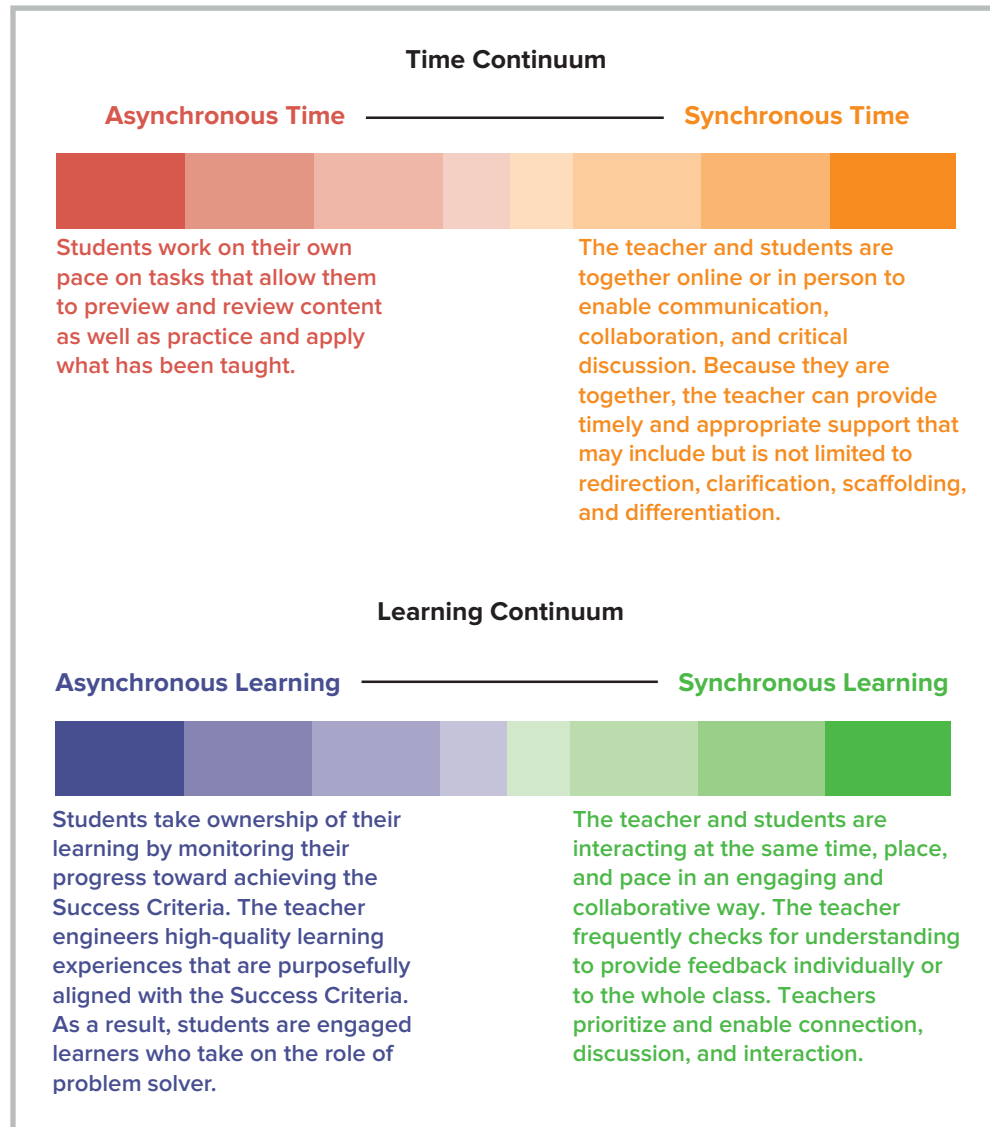 Time Continuum
Asynchronous Time
Synchronous Time
Students work on their own
pace on tasks that allow them
to preview and review content
as well as practice and apply
what has been taught.
The teacher and students are
together online or in person to
enable communication,
collaboration, and critical
discussion. Because they are
together, the teacher can provide
timely and appropriate support that
may include but is not limited to
redirection, clarification, scaffolding,
and differentiation.
Learning Continuum
Asynchronous Learning
Synchronous Learning
Students take ownership of their
learning by monitoring their
progress toward achieving the
Success Criteria. The teacher
engineers high-quality learning
experiences that are purposefully
aligned with the Success Criteria.
As a result, students are engaged
learners who take on the role of
problem solver.
The teacher and students are
interacting at the same time, place,
and pace in an engaging and
collaborative way. The teacher
frequently checks for understanding
to provide feedback individually or
to the whole class. Teachers
prioritize and enable connection,
discussion, and interaction.